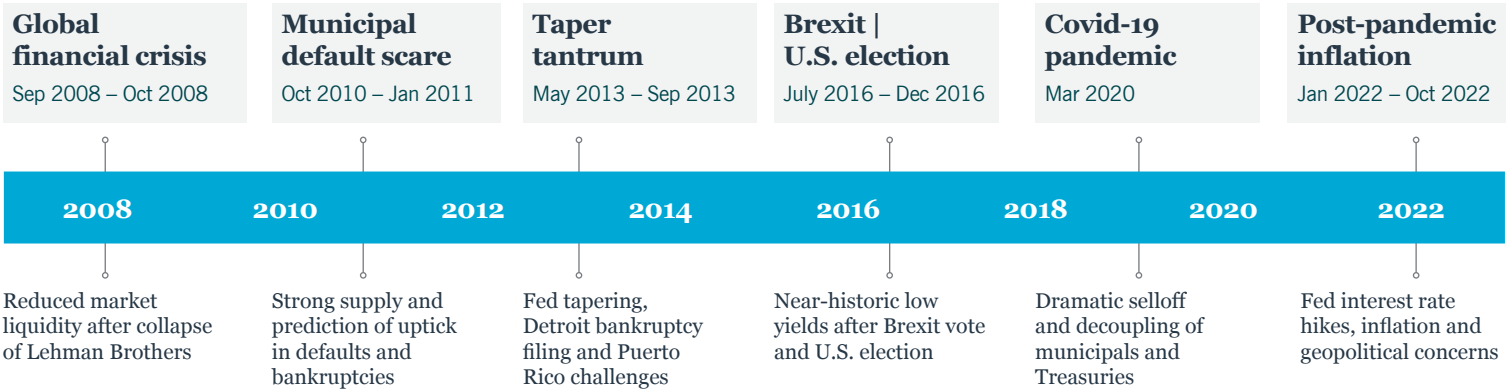 Global
financial crisis
Sep 2008 – Oct 2008
Municipal
default scare
Oct 2010 – Jan 2011
Taper
tantrum
May 2013 – Sep 2013
Brexit |
U.S. election
July 2016 – Dec 2016
Covid-19
pandemic
Mar 2020
Post-pandemic
inflation
Jan 2022 – Oct 2022
2008
2010
2012
2014
2016
2018
2020
2022
Reduced market
liquidity after collapse
of Lehman Brothers
Strong supply and
prediction of uptick
in defaults and
bankruptcies
Fed tapering,
Detroit bankruptcy
filing and Puerto
Rico challenges
Near-historic low
yields after Brexit vote
and U.S. election
Dramatic selloff
and decoupling of
municipals and
Treasuries
Fed interest rate
hikes, inflation and
geopolitical concerns